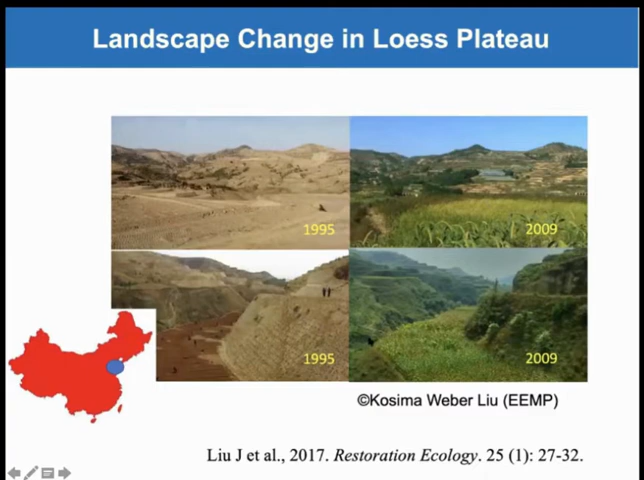 Landscape Change in Loess Plateau
1995
2009
1995
2009
©Kosima Weber Liu (EEMP)
Liu J et al., 2017. Restoration Ecology. 25 (1): 27-32.